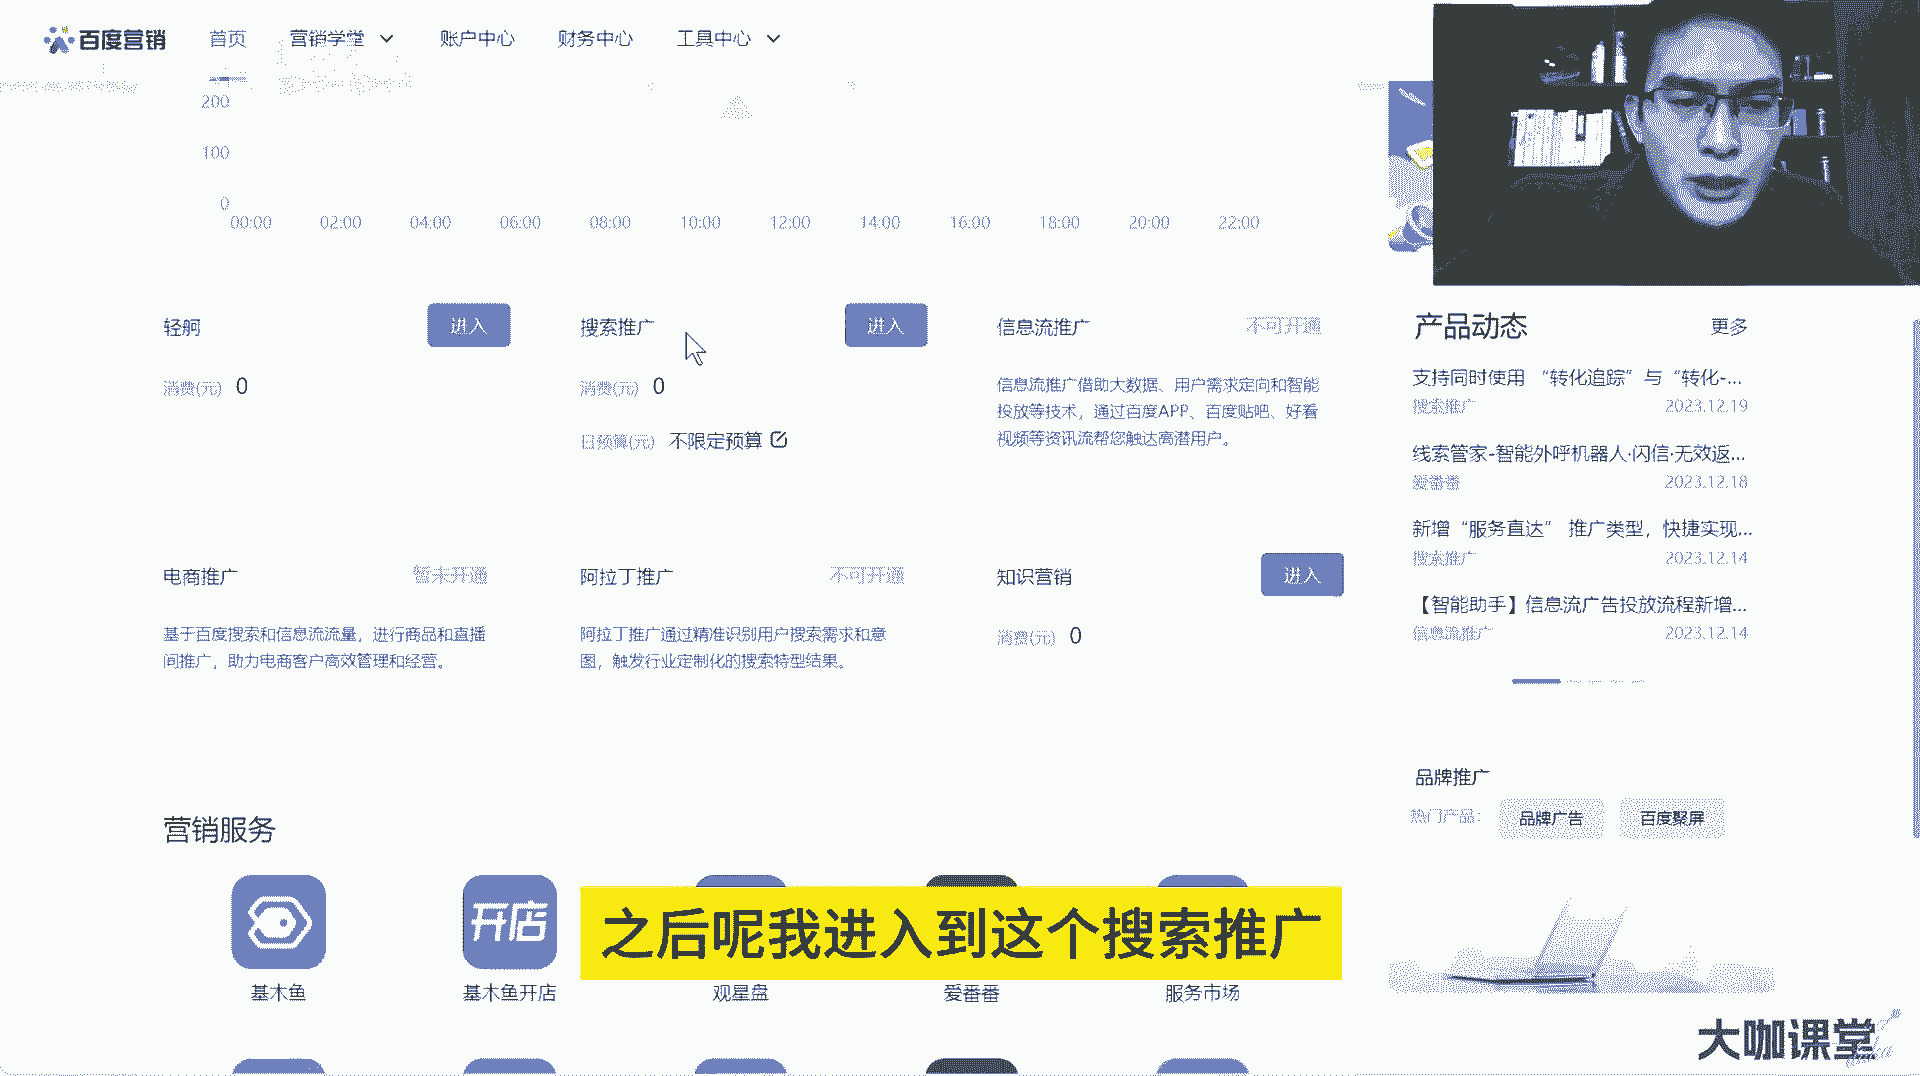 百度营销
首页
营销学堂
账户中心
财务中心
工具中心
200
100
0
00:00 02:00 04:00 06:00 08:00 10:00 12:00 14:00 16:00 18:00 20:00 22:00
轻舸
进入
消费(元) 0
搜索推广
进入
消费(元) 0
日预算(元) 不限定预算
信息流推广
不可开通
信息流推广借助大数据、用户需求定向和智能
投放等技术，通过百度APP、百度贴吧、好看
视频等资讯流帮您触达高潜用户。
电商推广
暂未开通
基于百度搜索和信息流流量，进行商品和直播
间推广，助力电商客户高效管理和经营。
阿拉丁推广
不可开通
阿拉丁推广通过精准识别用户搜索需求和意
图，触发行业定制化的搜索特型结果。
知识营销
进入
消费(元) 0
产品动态
更多
支持同时使用 “转化追踪” 与 “转化-...
搜索推广 2023.12.19
线索管家-智能外呼机器人·闪信·无效返...
爱番番 2023.12.18
新增 “服务直达” 推广类型，快捷实现...
搜索推广 2023.12.14
【智能助手】信息流广告投放流程新增...
信息流推广 2023.12.14
品牌推广
热门产品：
品牌广告
百度聚屏
营销服务
开店
基木鱼
基木鱼开店
观星盘
爱番番
服务市场
之后呢我进入到这个搜索推广
大咖课堂